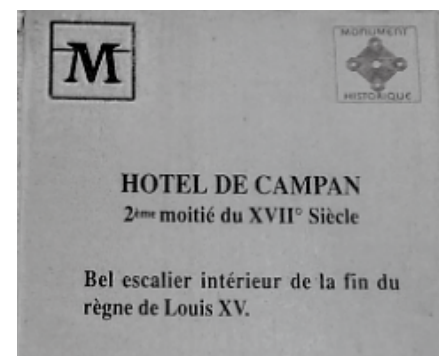 M
MONUMENT
HISTORIQUE
HOTEL DE CAMPAN
2ème moitié du XVII° Siècle
Bel escalier intérieur de la fin du
règne de Louis XV.